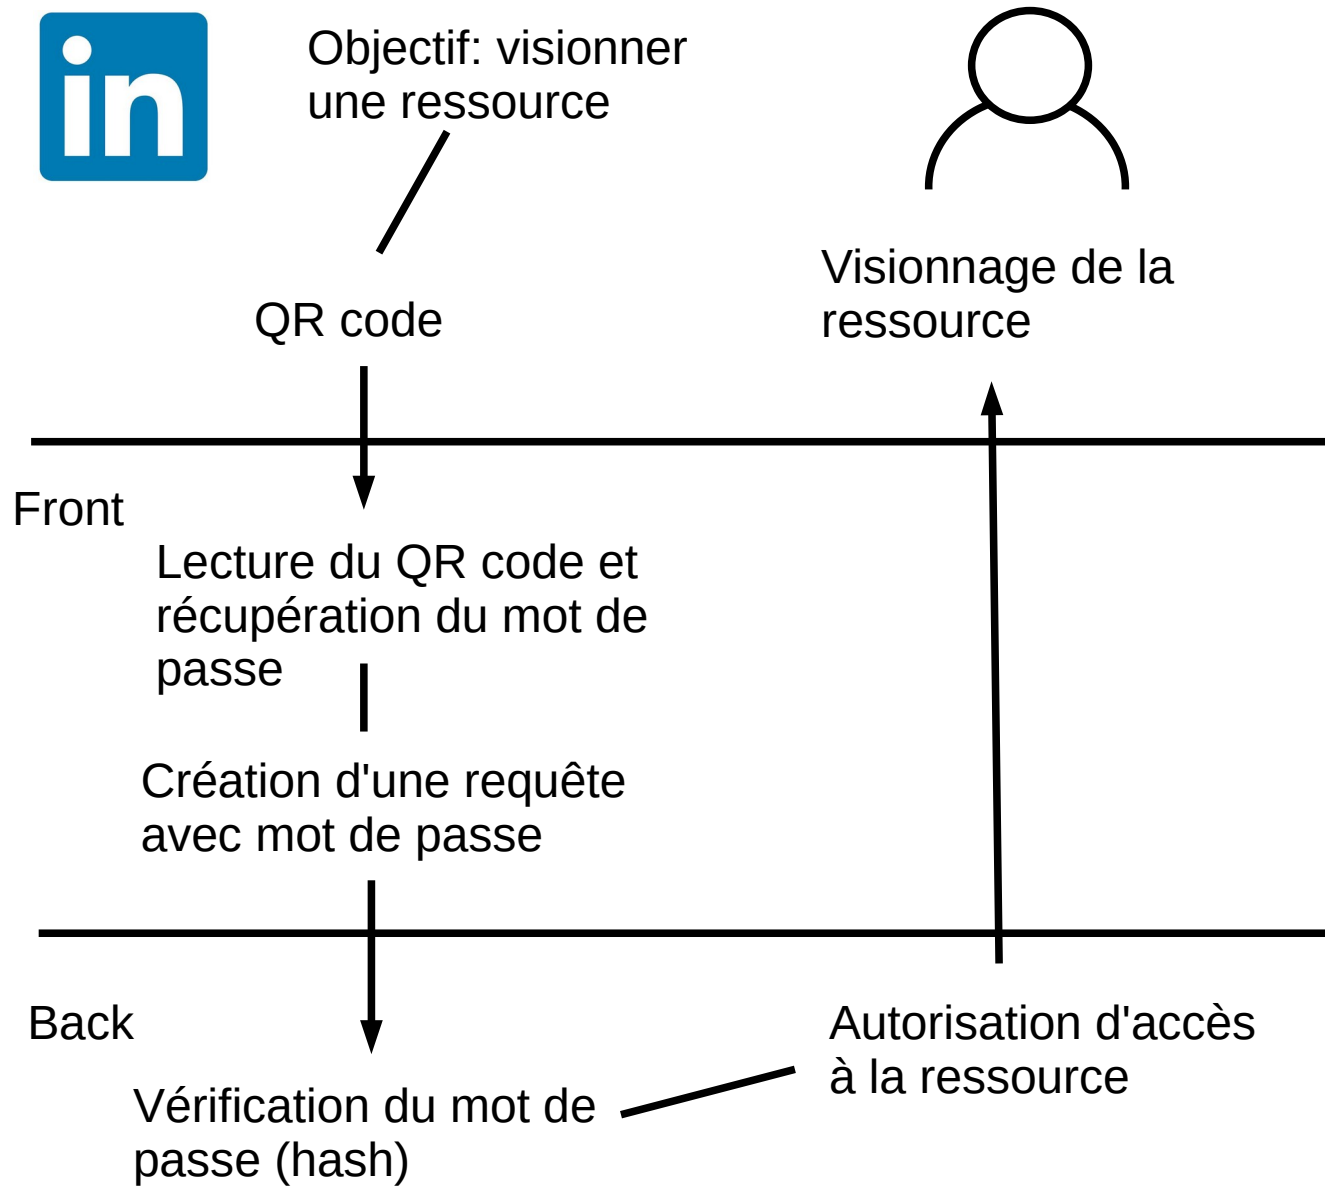 in
Objectif: visionner
une ressource
QR code
Visionnage de la
ressource
Front
Lecture du QR code et
récupération du mot de
passe
Création d'une requête
avec mot de passe
Back
Vérification du mot de
passe (hash)
Autorisation d'accès
à la ressource